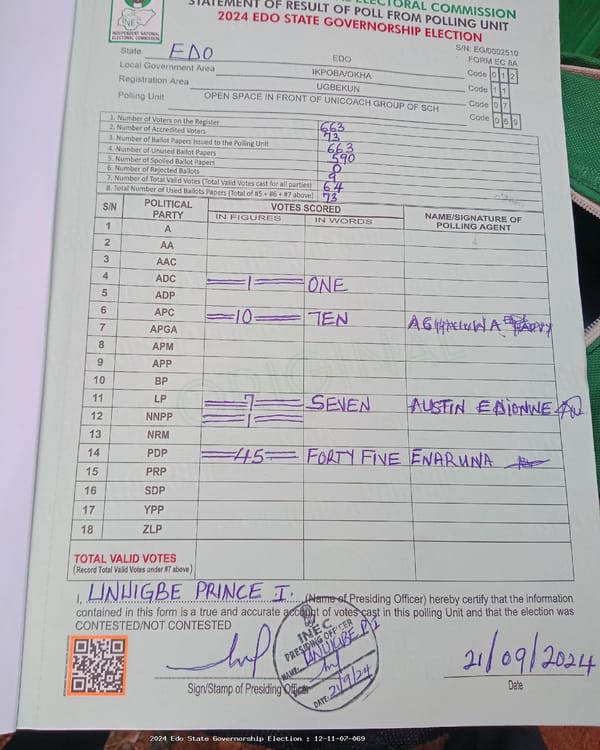 INEC
INDEPENDENT NATIONAL ELECTORAL COMMISSION
ELECTORAL COMMISSION
STATEMENT OF RESULT OF POLL FROM POLLING UNIT
2024 EDO STATE GOVERNORSHIP ELECTION
S/N: EG/0002510
FORM EC 8A
State EDO EDO Code 0 1 2
Local Government Area IKPOBA/OKHA Code 1 1
Registration Area UGBEKUN Code 0 7
Polling Unit OPEN SPACE IN FRONT OF UNICOACH GROUP OF SCH Code 0 6 9
1. Number of Voters on the Register 663
2. Number of Accredited Voters 73
3. Number of Ballot Papers Issued to the Polling Unit 663
4. Number of Unused Ballot Papers 590
5. Number of Spoiled Ballot Papers 0
6. Number of Rejected Ballots 9
7. Number of Total Valid Votes (Total Valid Votes cast for all parties) 64
8. Total Number of Used Ballots Papers (Total of #5 + #6 + #7 above) 73
S/N POLITICAL PARTY VOTES SCORED NAME/SIGNATURE OF POLLING AGENT
IN FIGURES IN WORDS
1 A
2 AA
3 AAC
4 ADC 1 ONE
5 ADP
6 APC 10 TEN
7 APGA
8 APM
9 APP
10 BP
11 LP 7 SEVEN AUSTIN EDIONWE
12 NNPP 1
13 NRM
14 PDP 45 FORTY FIVE ENARUNA
15 PRP
16 SDP
17 YPP
18 ZLP
TOTAL VALID VOTES
(Record Total Valid Votes under #7 above)
I, UNUIGBE PRINCE I. (Name of Presiding Officer) hereby certify that the information
contained in this form is a true and accurate account of votes cast in this polling Unit and that the election was
CONTESTED/NOT CONTESTED
INEC
PRESIDING OFFICER
NAME: UNUIGBE P.I
DATE: 21/9/24
21/09/2024
Sign/Stamp of Presiding Officer
Date
2024 Edo State Governorship Election : 12-11-07-069